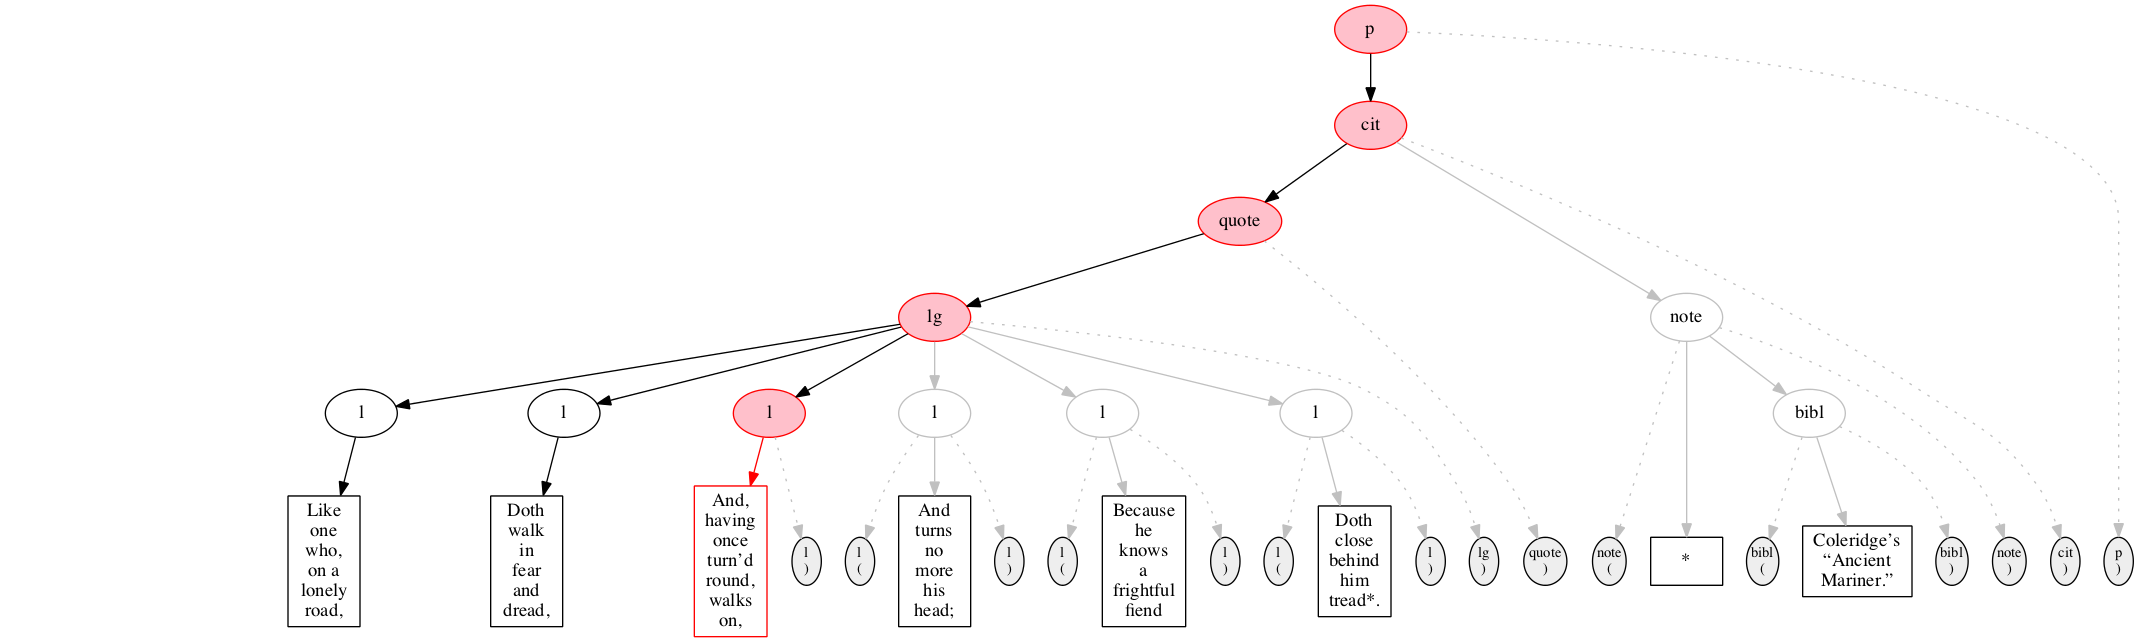 p
cit
quote
lg
note
l
l
l
l
l
l
bibl
Like
one
who,
on a
lonely
road,
Doth
walk
in
fear
and
dread,
And,
having
once
turn’d
round,
walks
on,
l
)
l
(
And
turns
no
more
his
head;
l
)
l
(
Because
he
knows
a
frightful
fiend
l
)
l
(
Doth
close
behind
him
tread*.
l
)
lg
)
quote
)
note
(
*
bibl
(
Coleridge’s
“Ancient
Mariner.”
bibl
)
note
)
cit
)
p
)